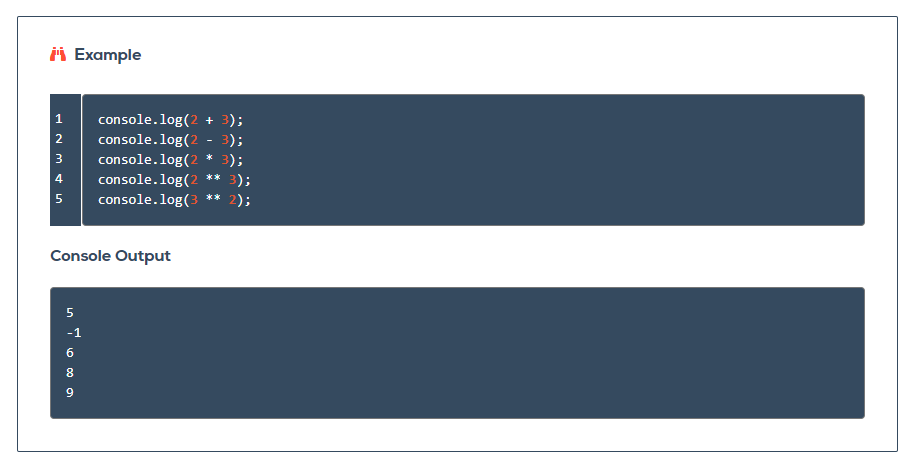 Example
1 console.log(2 + 3);
2 console.log(2 - 3);
3 console.log(2 * 3);
4 console.log(2 ** 3);
5 console.log(3 ** 2);
Console Output
5
-1
6
8
9